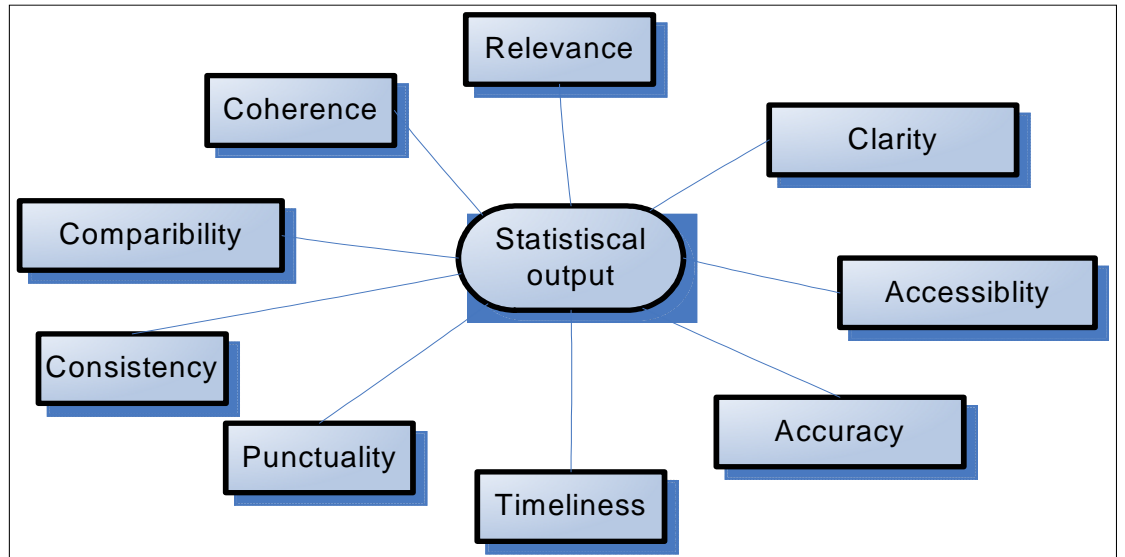 Relevance
Coherence
Clarity
Comparibility
Statistiscal
output
Accessiblity
Consistency
Accuracy
Punctuality
Timeliness